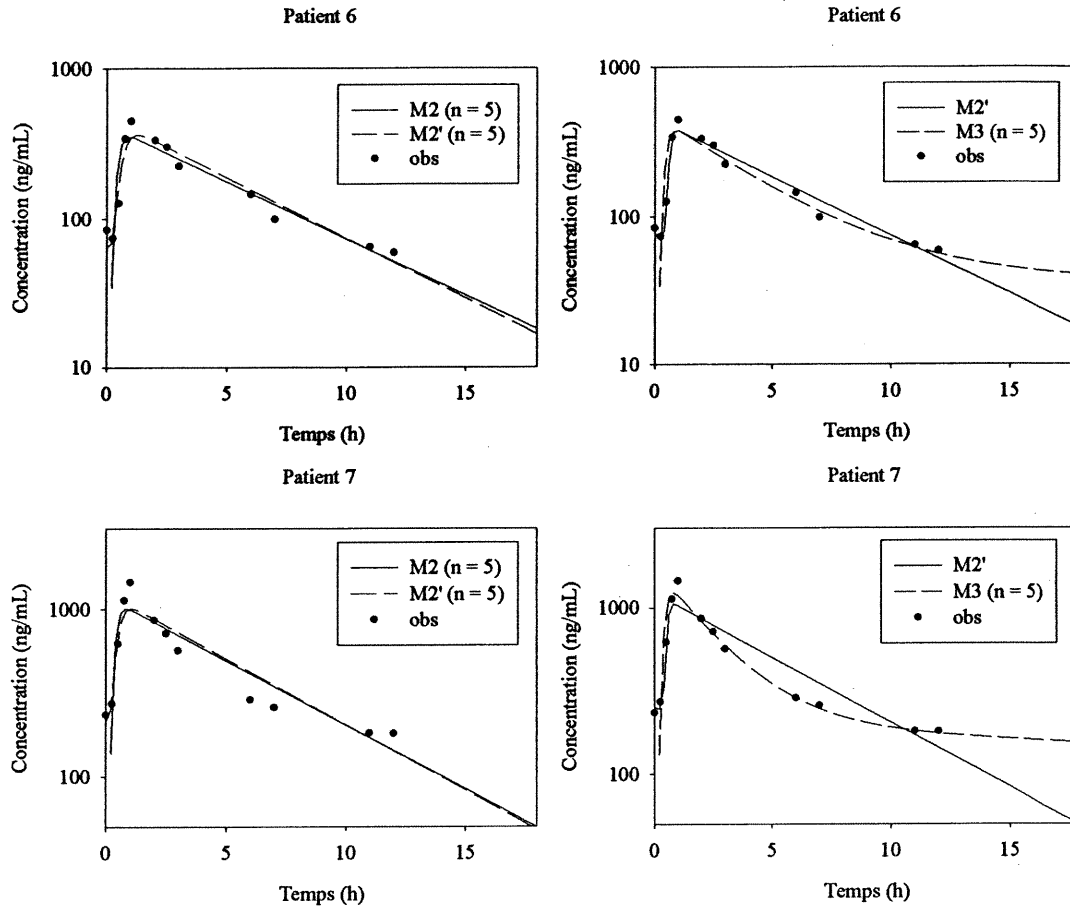 Patient 6
1000
100
10
Concentration (ng/mL)
M2 (n = 5)
M2' (n = 5)
obs
0 5 10 15
Temps (h)
Patient 6
1000
100
10
Concentration (ng/mL)
M2'
M3 (n = 5)
obs
0 5 10 15
Temps (h)
Patient 7
1000
100
Concentration (ng/mL)
M2 (n = 5)
M2' (n = 5)
obs
0 5 10 15
Temps (h)
Patient 7
1000
100
Concentration (ng/mL)
M2'
M3 (n = 5)
obs
0 5 10 15
Temps (h)